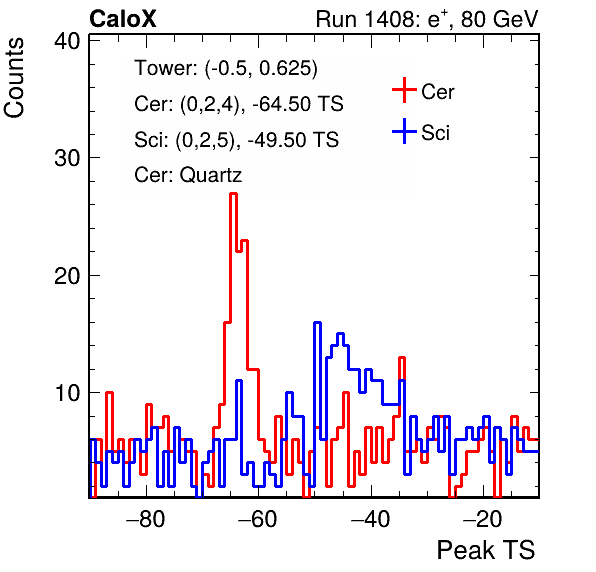 CaloX Run 1408: e⁺, 80 GeV
Counts
40
30
20
10
Tower: (-0.5, 0.625)
Cer: (0,2,4), -64.50 TS
Sci: (0,2,5), -49.50 TS
Cer: Quartz
Cer
Sci
−80 −60 −40 −20
Peak TS